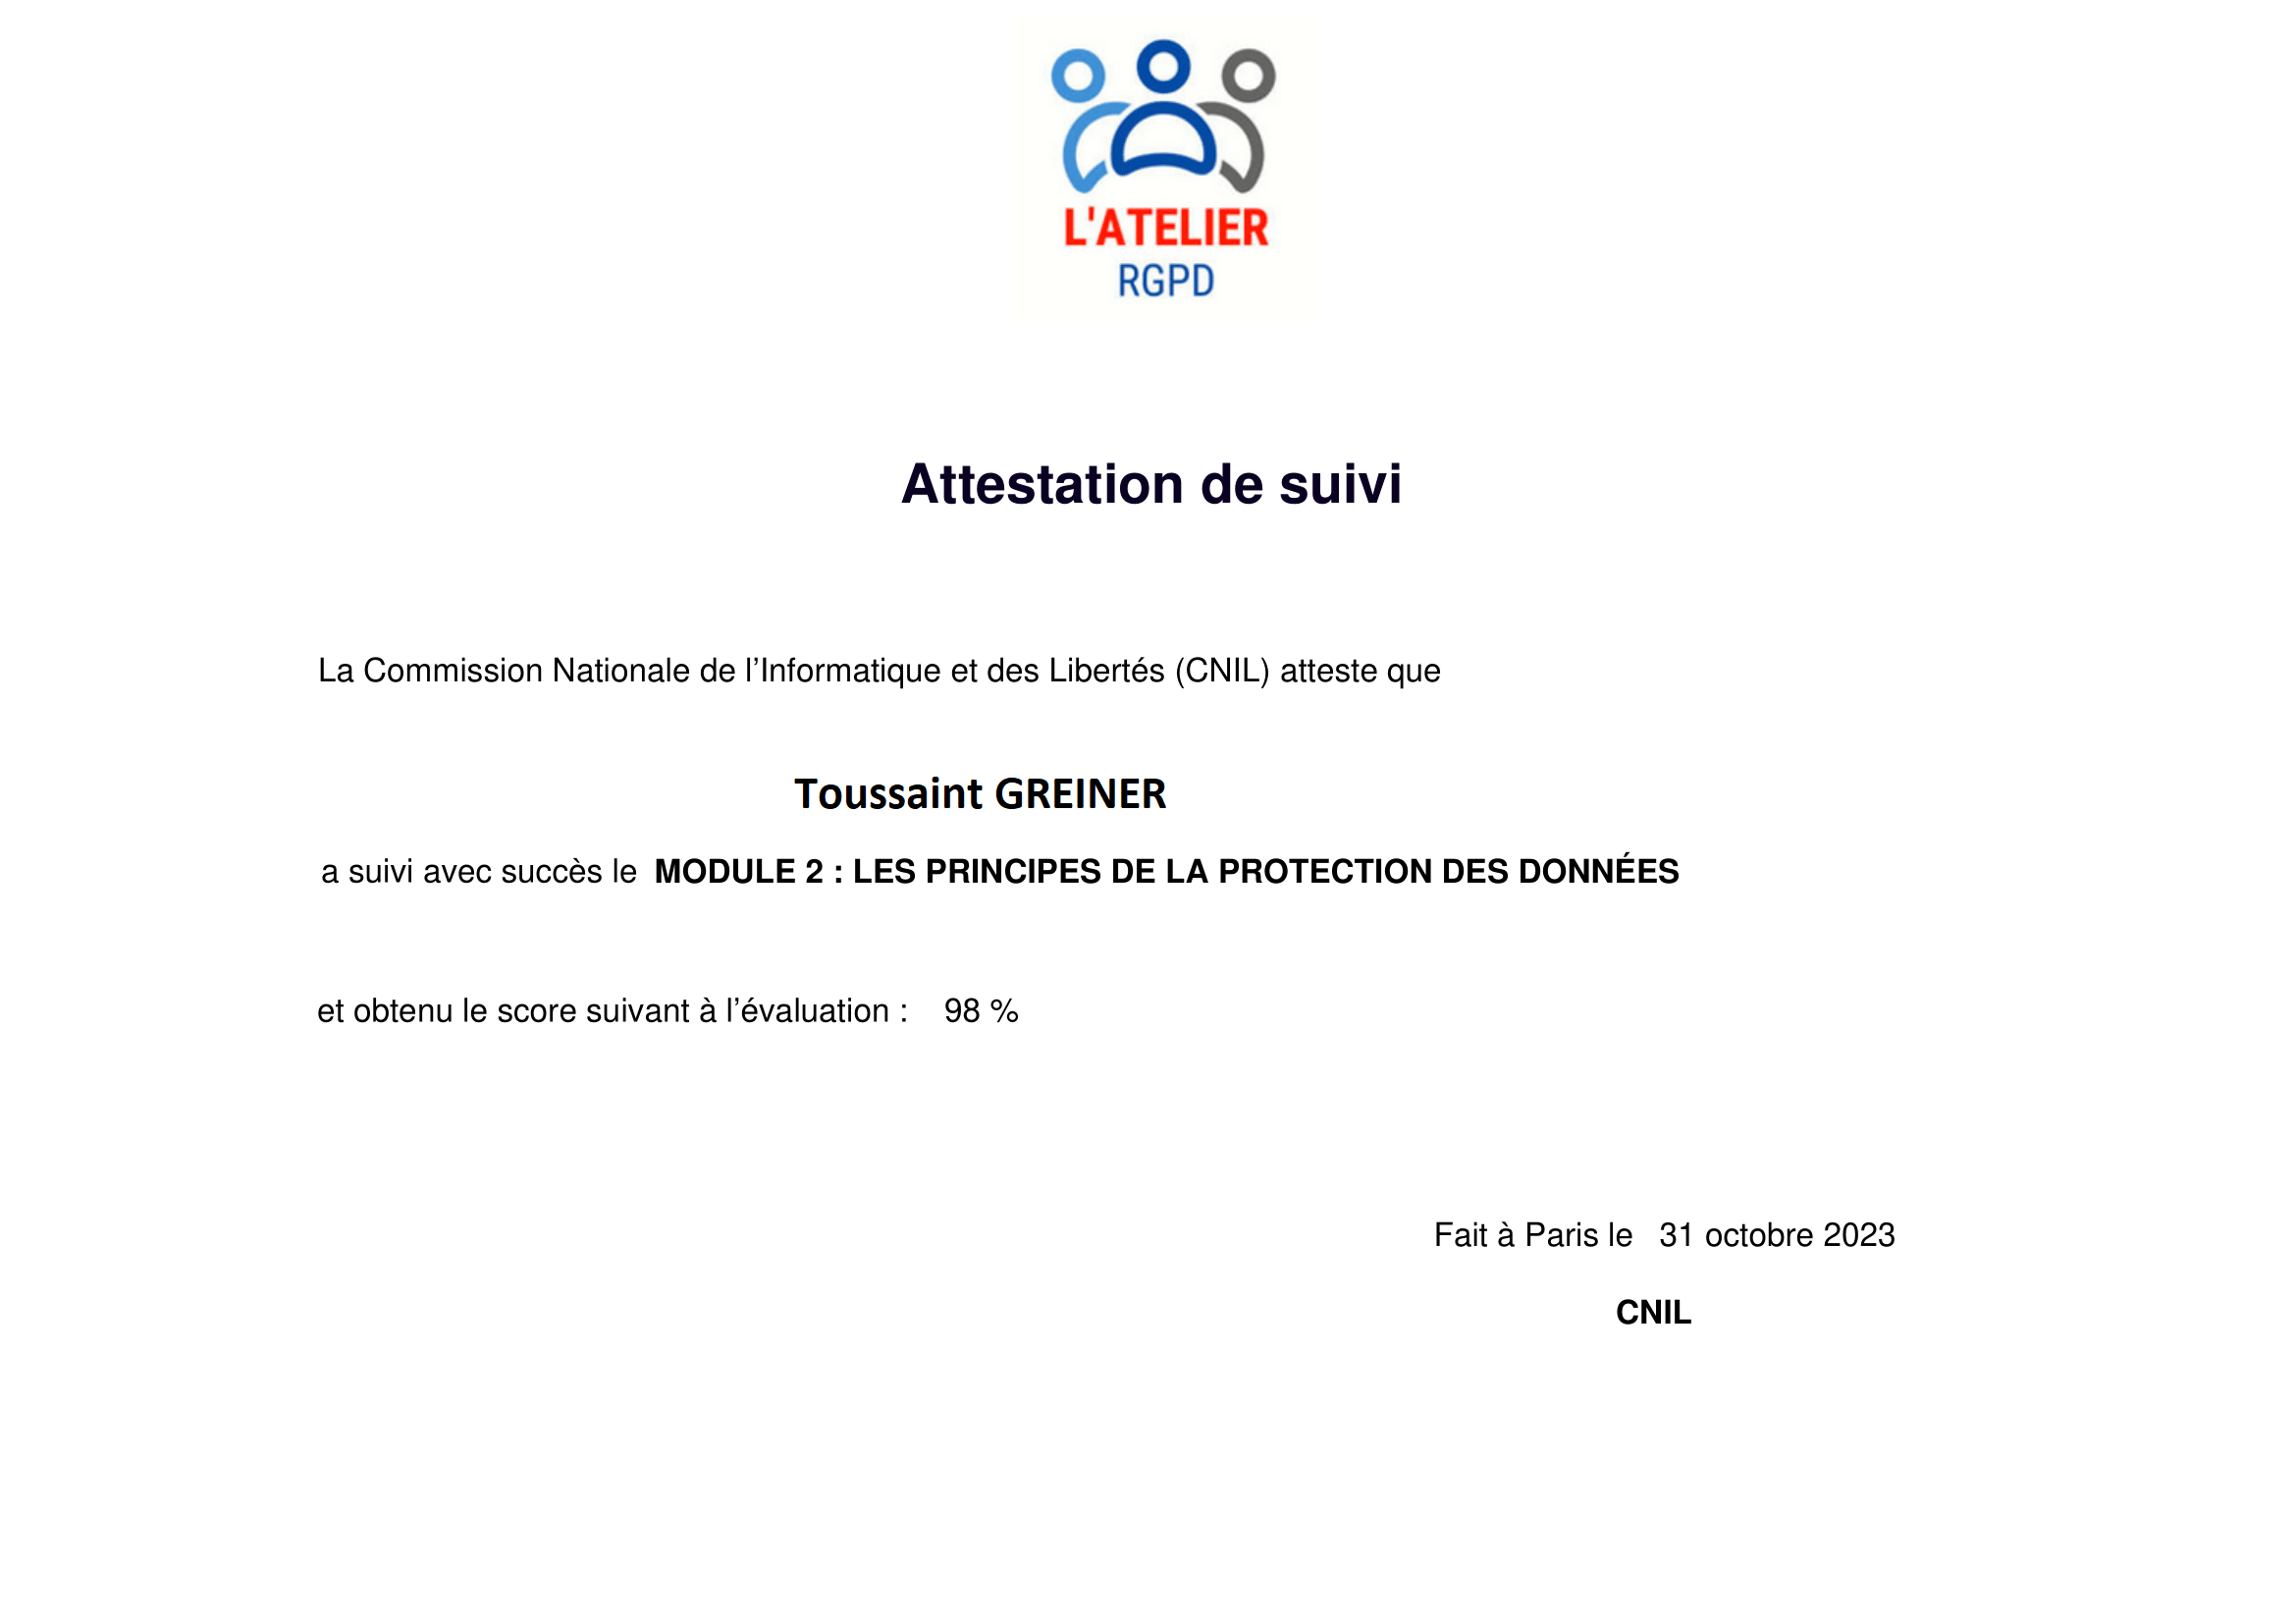 L'ATELIER
RGPD
Attestation de suivi
La Commission Nationale de l’Informatique et des Libertés (CNIL) atteste que
Toussaint GREINER
a suivi avec succès le MODULE 2 : LES PRINCIPES DE LA PROTECTION DES DONNÉES
et obtenu le score suivant à l’évaluation : 98 %
Fait à Paris le 31 octobre 2023
CNIL